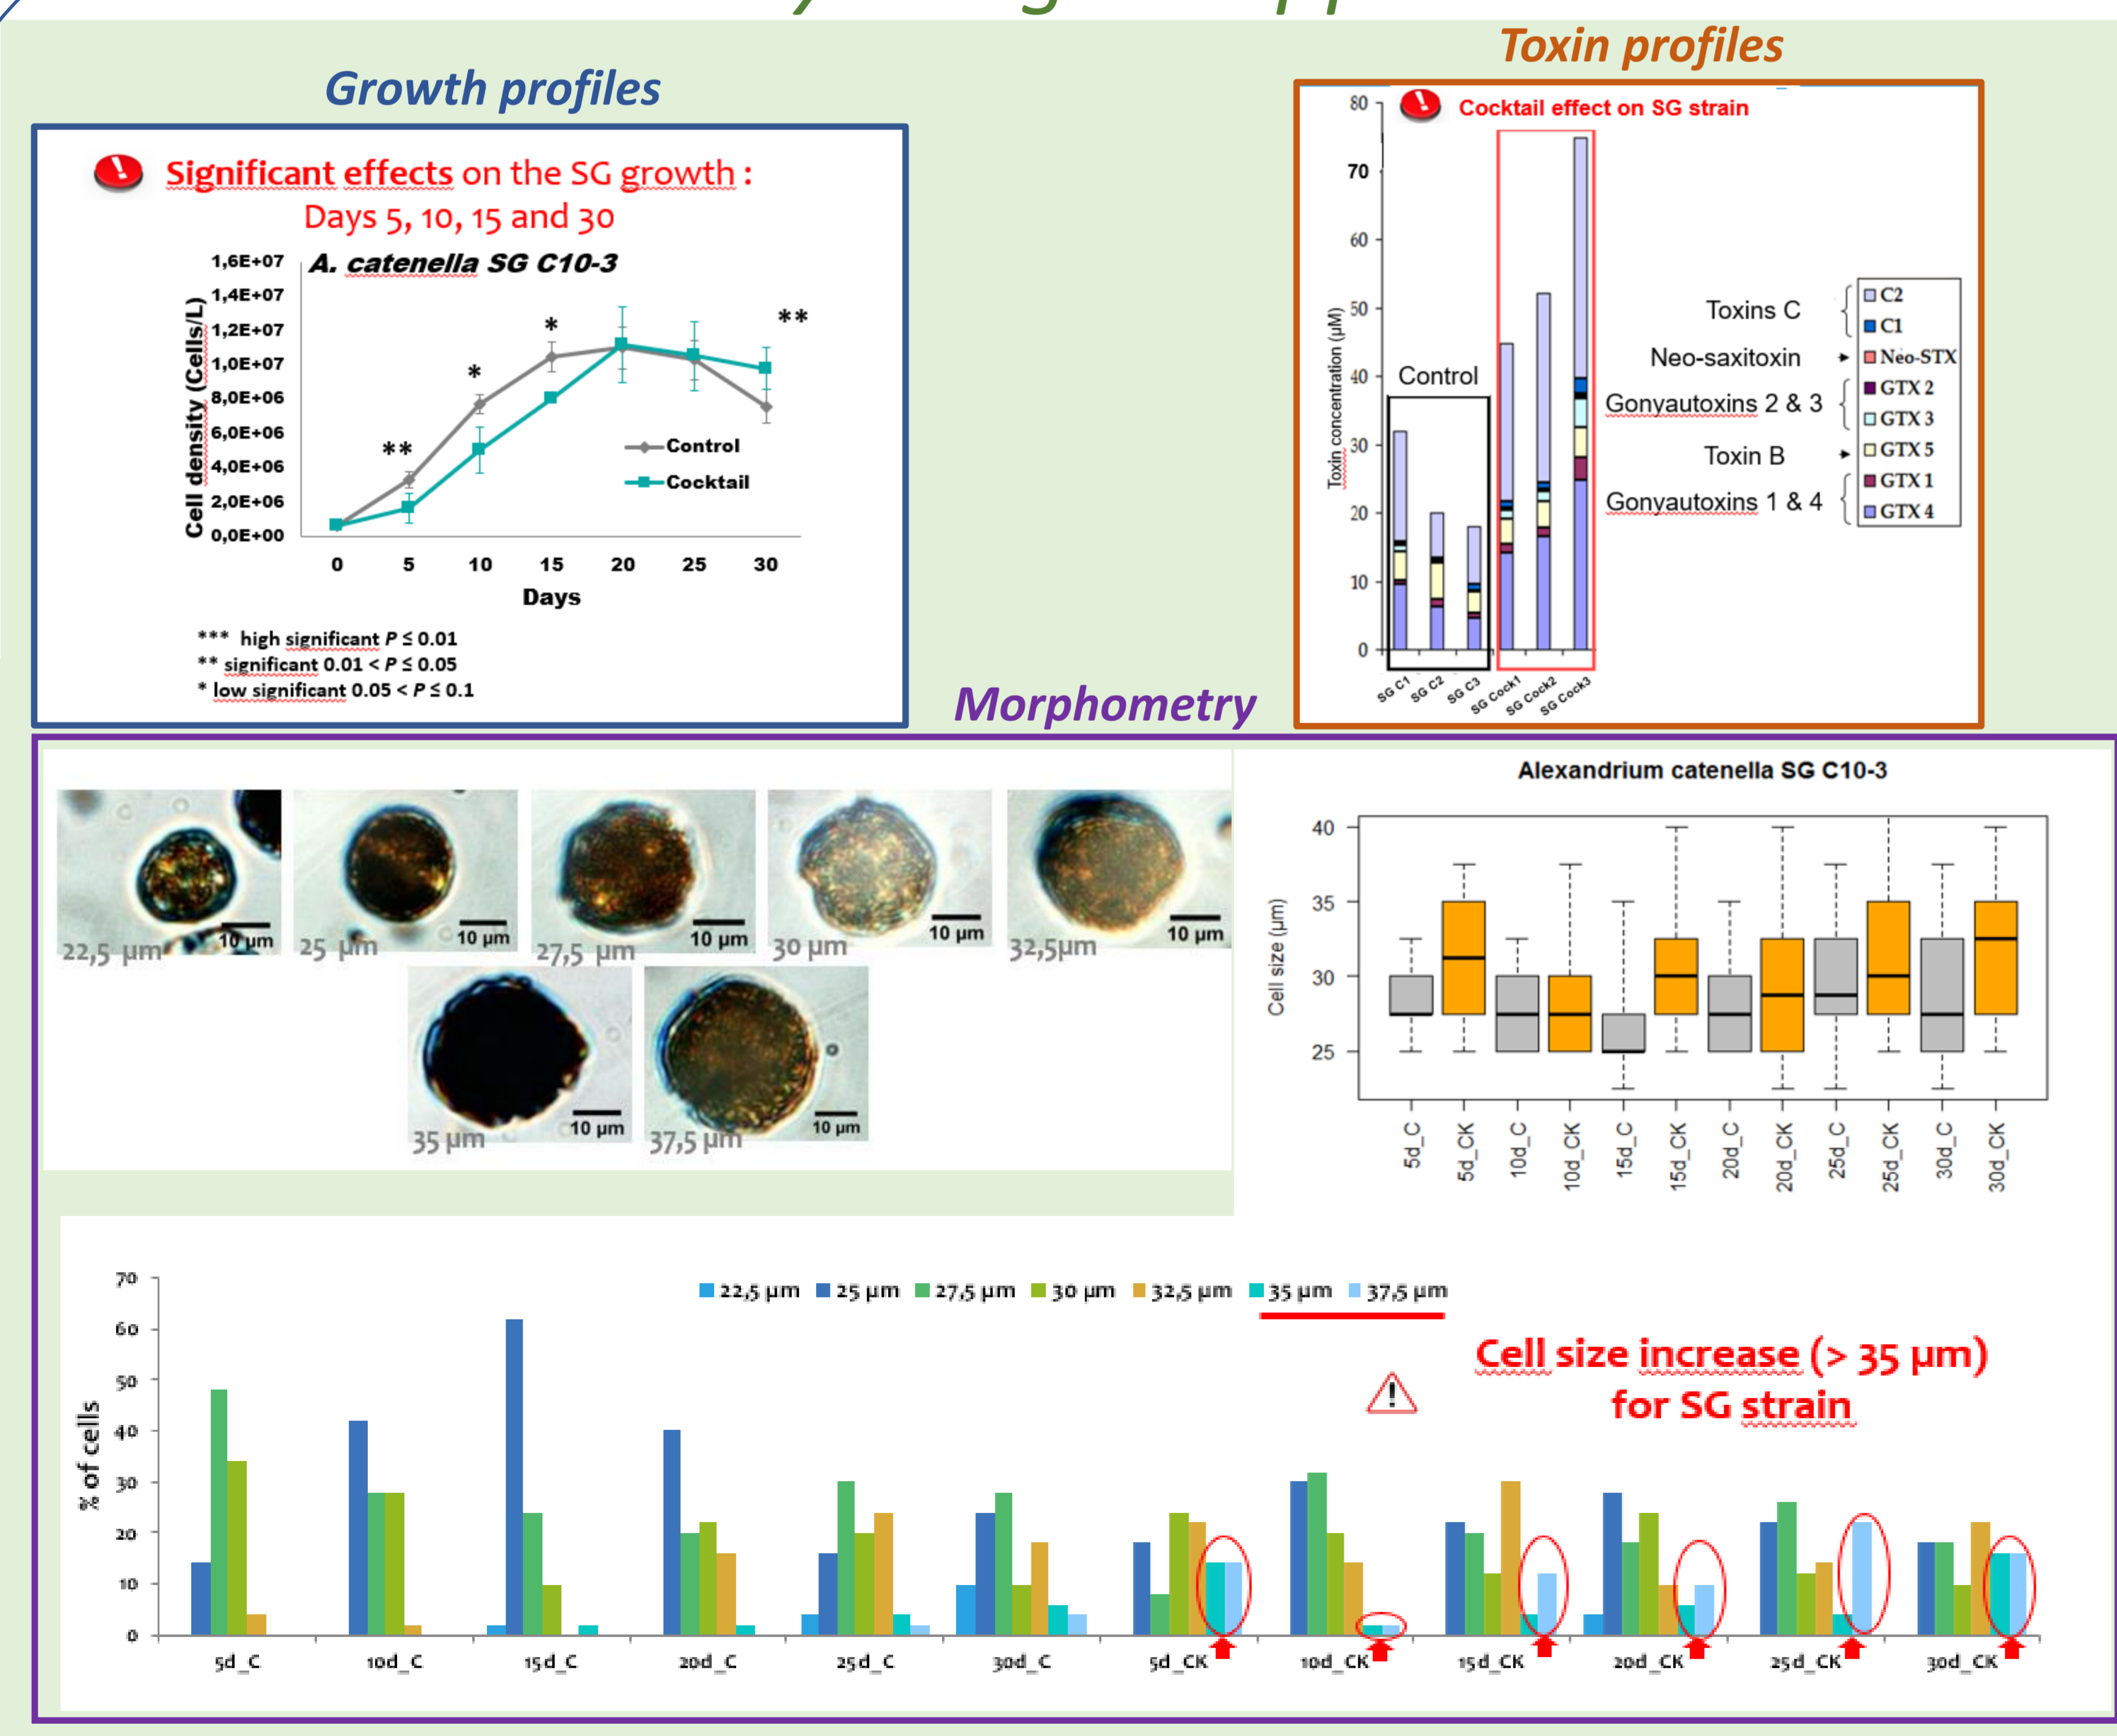 Growth profiles
Significant effects on the SG growth :
Days 5, 10, 15 and 30
A. catenella SG C10-3
Cell density (Cells/L)
1,6E+07
1,4E+07
1,2E+07
1,0E+07
8,0E+06
6,0E+06
4,0E+06
2,0E+06
0,0E+00
**
*
*
**
Control
Cocktail
0 5 10 15 20 25 30
Days
*** high significant P ≤ 0.01
** significant 0.01 < P ≤ 0.05
* low significant 0.05 < P ≤ 0.1
Toxin profiles
Cocktail effect on SG strain
Toxin concentration (µM)
80
70
60
50
40
30
20
10
0
Control
Toxins C
Neo-saxitoxin
Gonyautoxins 2 & 3
Toxin B
Gonyautoxins 1 & 4
C2
C1
Neo-STX
GTX 2
GTX 3
GTX 5
GTX 1
GTX 4
SG C1 SG C2 SG C3 SG Cock1 SG Cock2 SG Cock3
Morphometry
10 µm 10 µm 10 µm 10 µm 10 µm
22,5 µm 25 µm 27,5 µm 30 µm 32,5µm
10 µm 10 µm
35 µm 37,5 µm
Alexandrium catenella SG C10-3
Cell size (µm)
40
35
30
25
5d_C 5d_CK 10d_C 10d_CK 15d_C 15d_CK 20d_C 20d_CK 25d_C 25d_CK 30d_C 30d_CK
22,5 µm 25 µm 27,5 µm 30 µm 32,5 µm 35 µm 37,5 µm
Cell size increase (> 35 µm)
for SG strain
% of cells
70
60
50
40
30
20
10
0
5d_C 10d_C 15d_C 20d_C 25d_C 30d_C 5d_CK 10d_CK 15d_CK 20d_CK 25d_CK 30d_CK